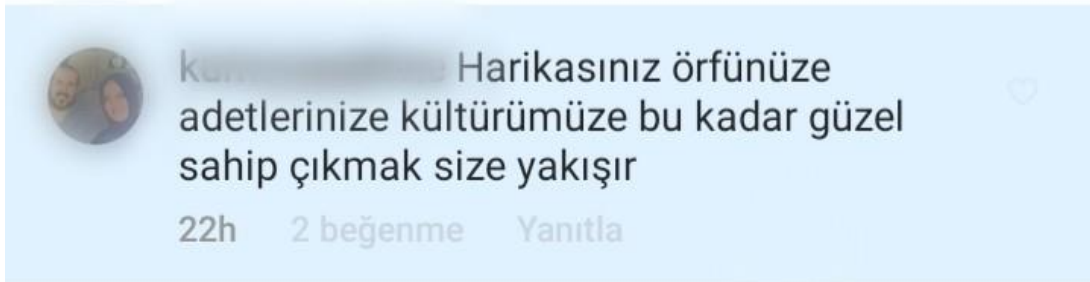 Harikasınız örfünüze
adetlerinize kültürümüze bu kadar güzel
sahip çıkmak size yakışır
22h 2 beğenme Yanıtla